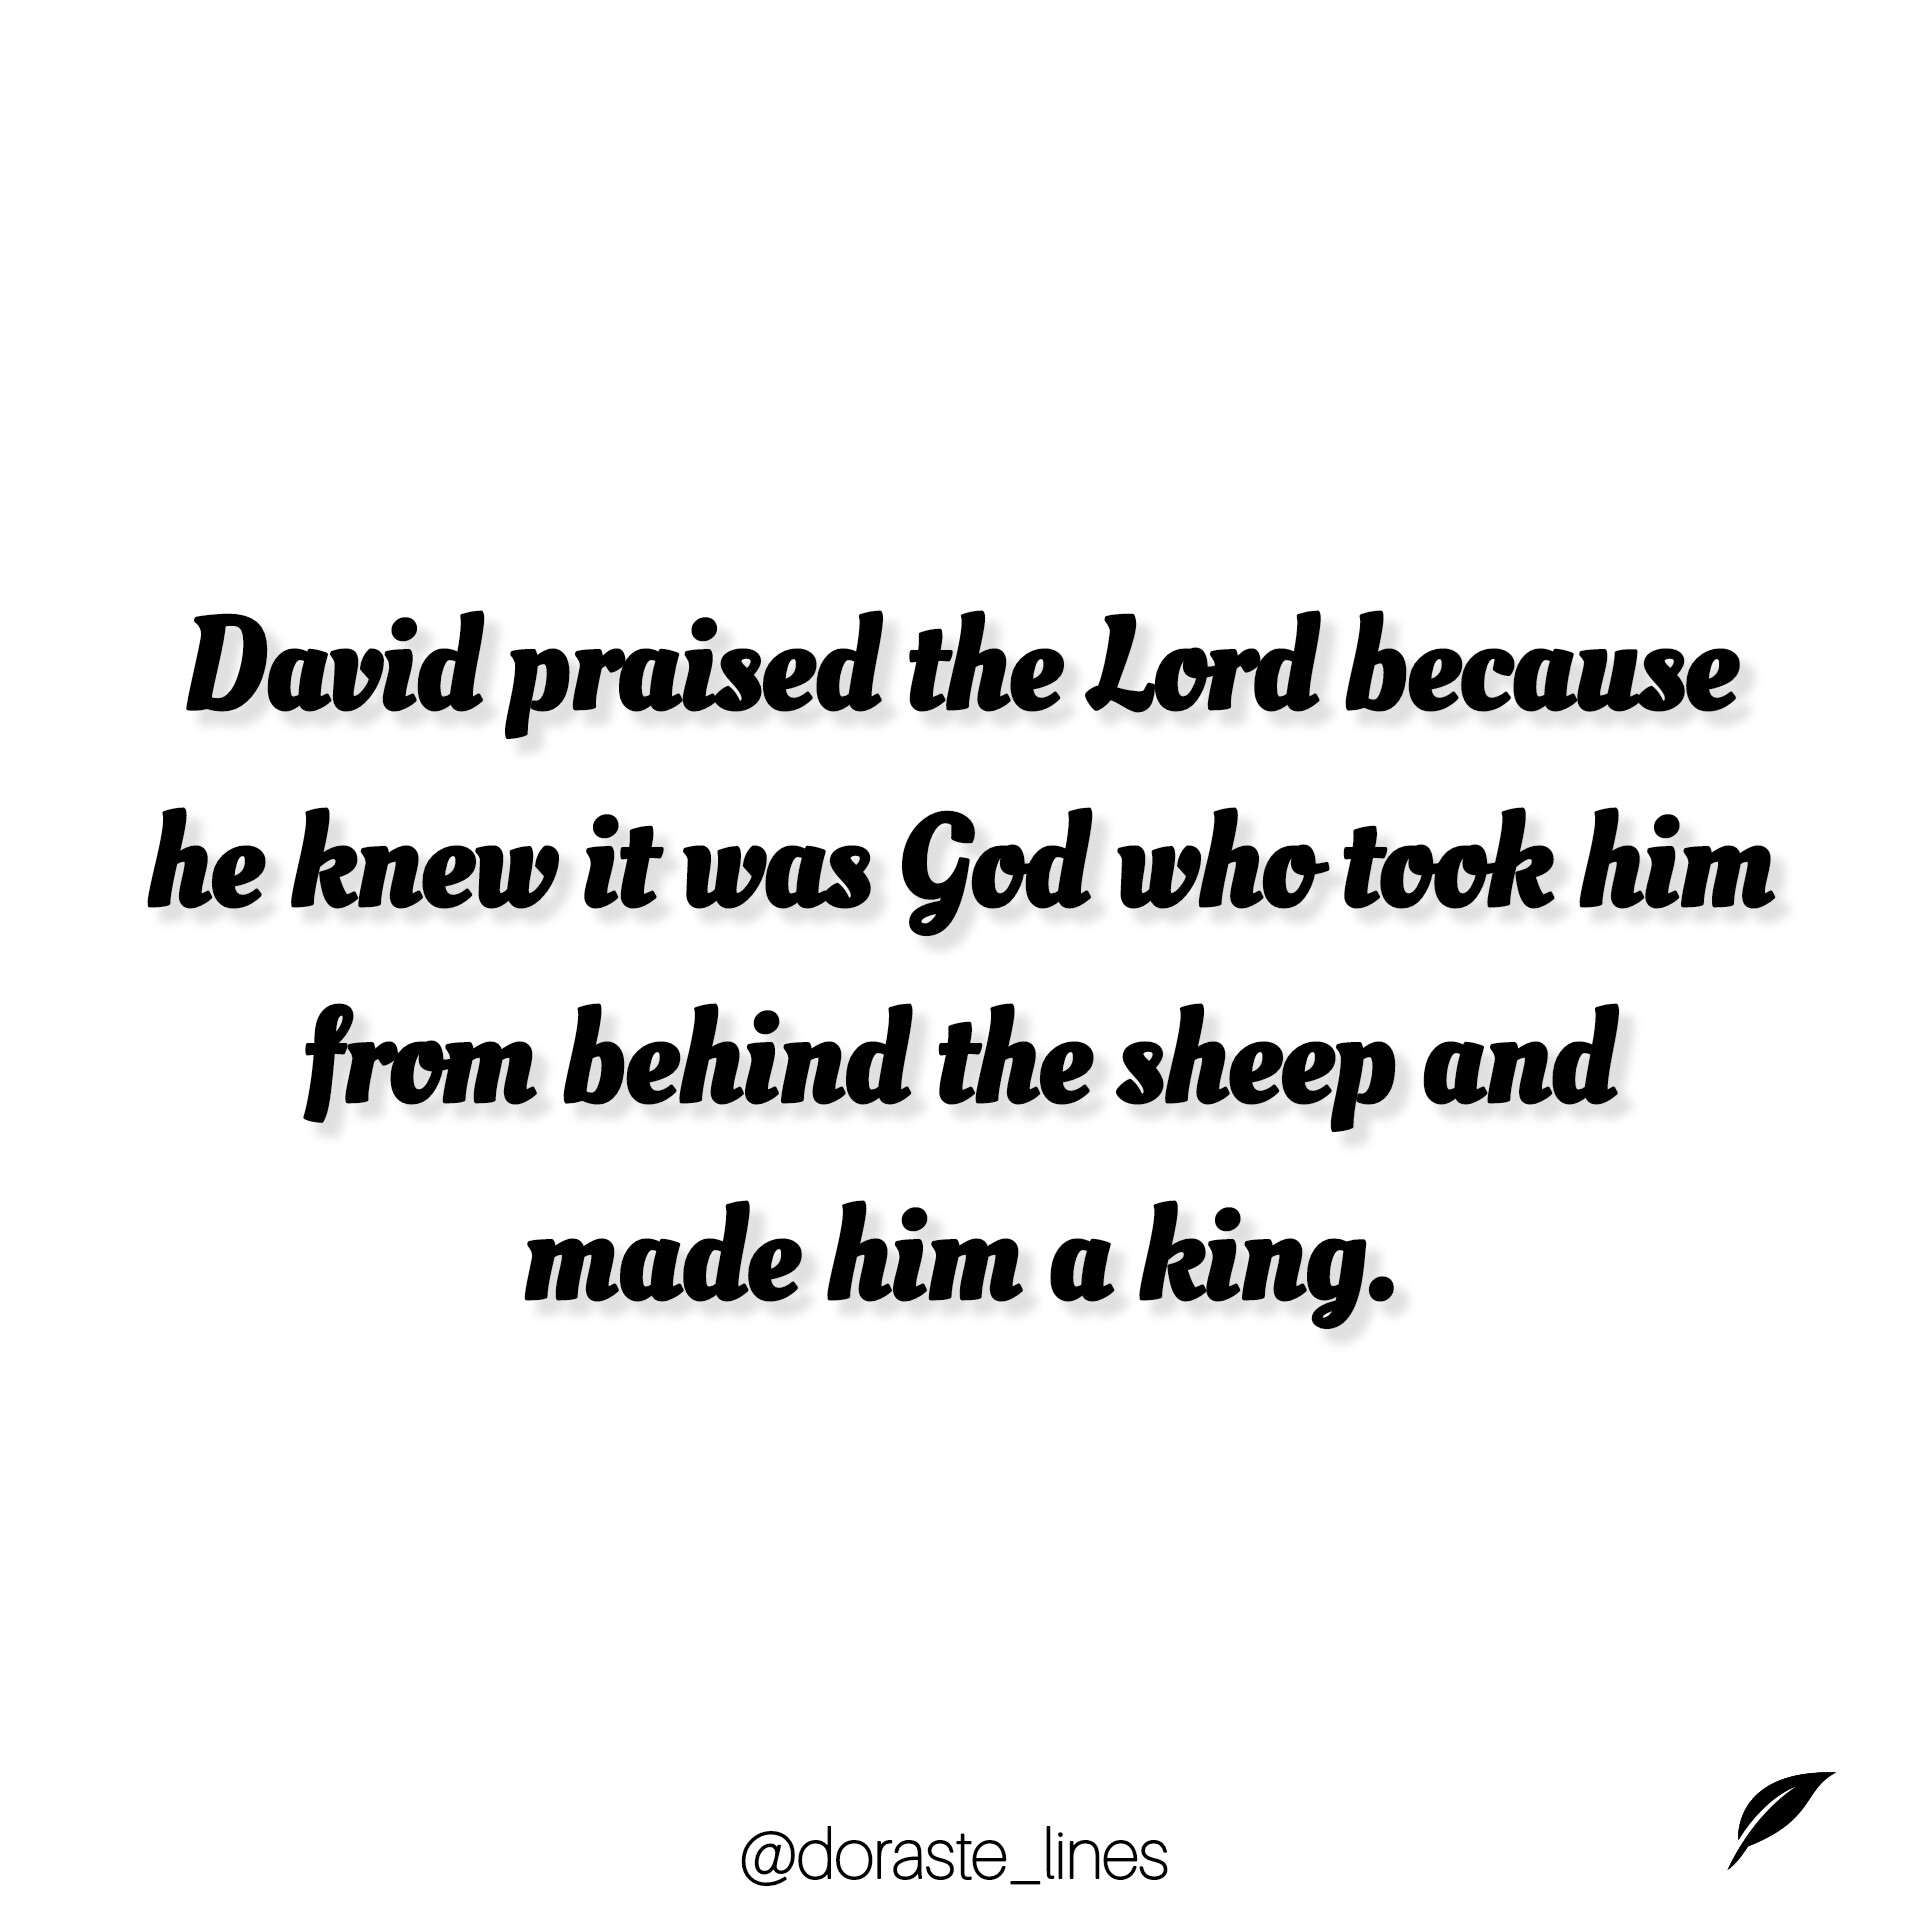 David praised the Lord because
he knew it was God who took him
from behind the sheep and
made him a king.
@doraste_lines